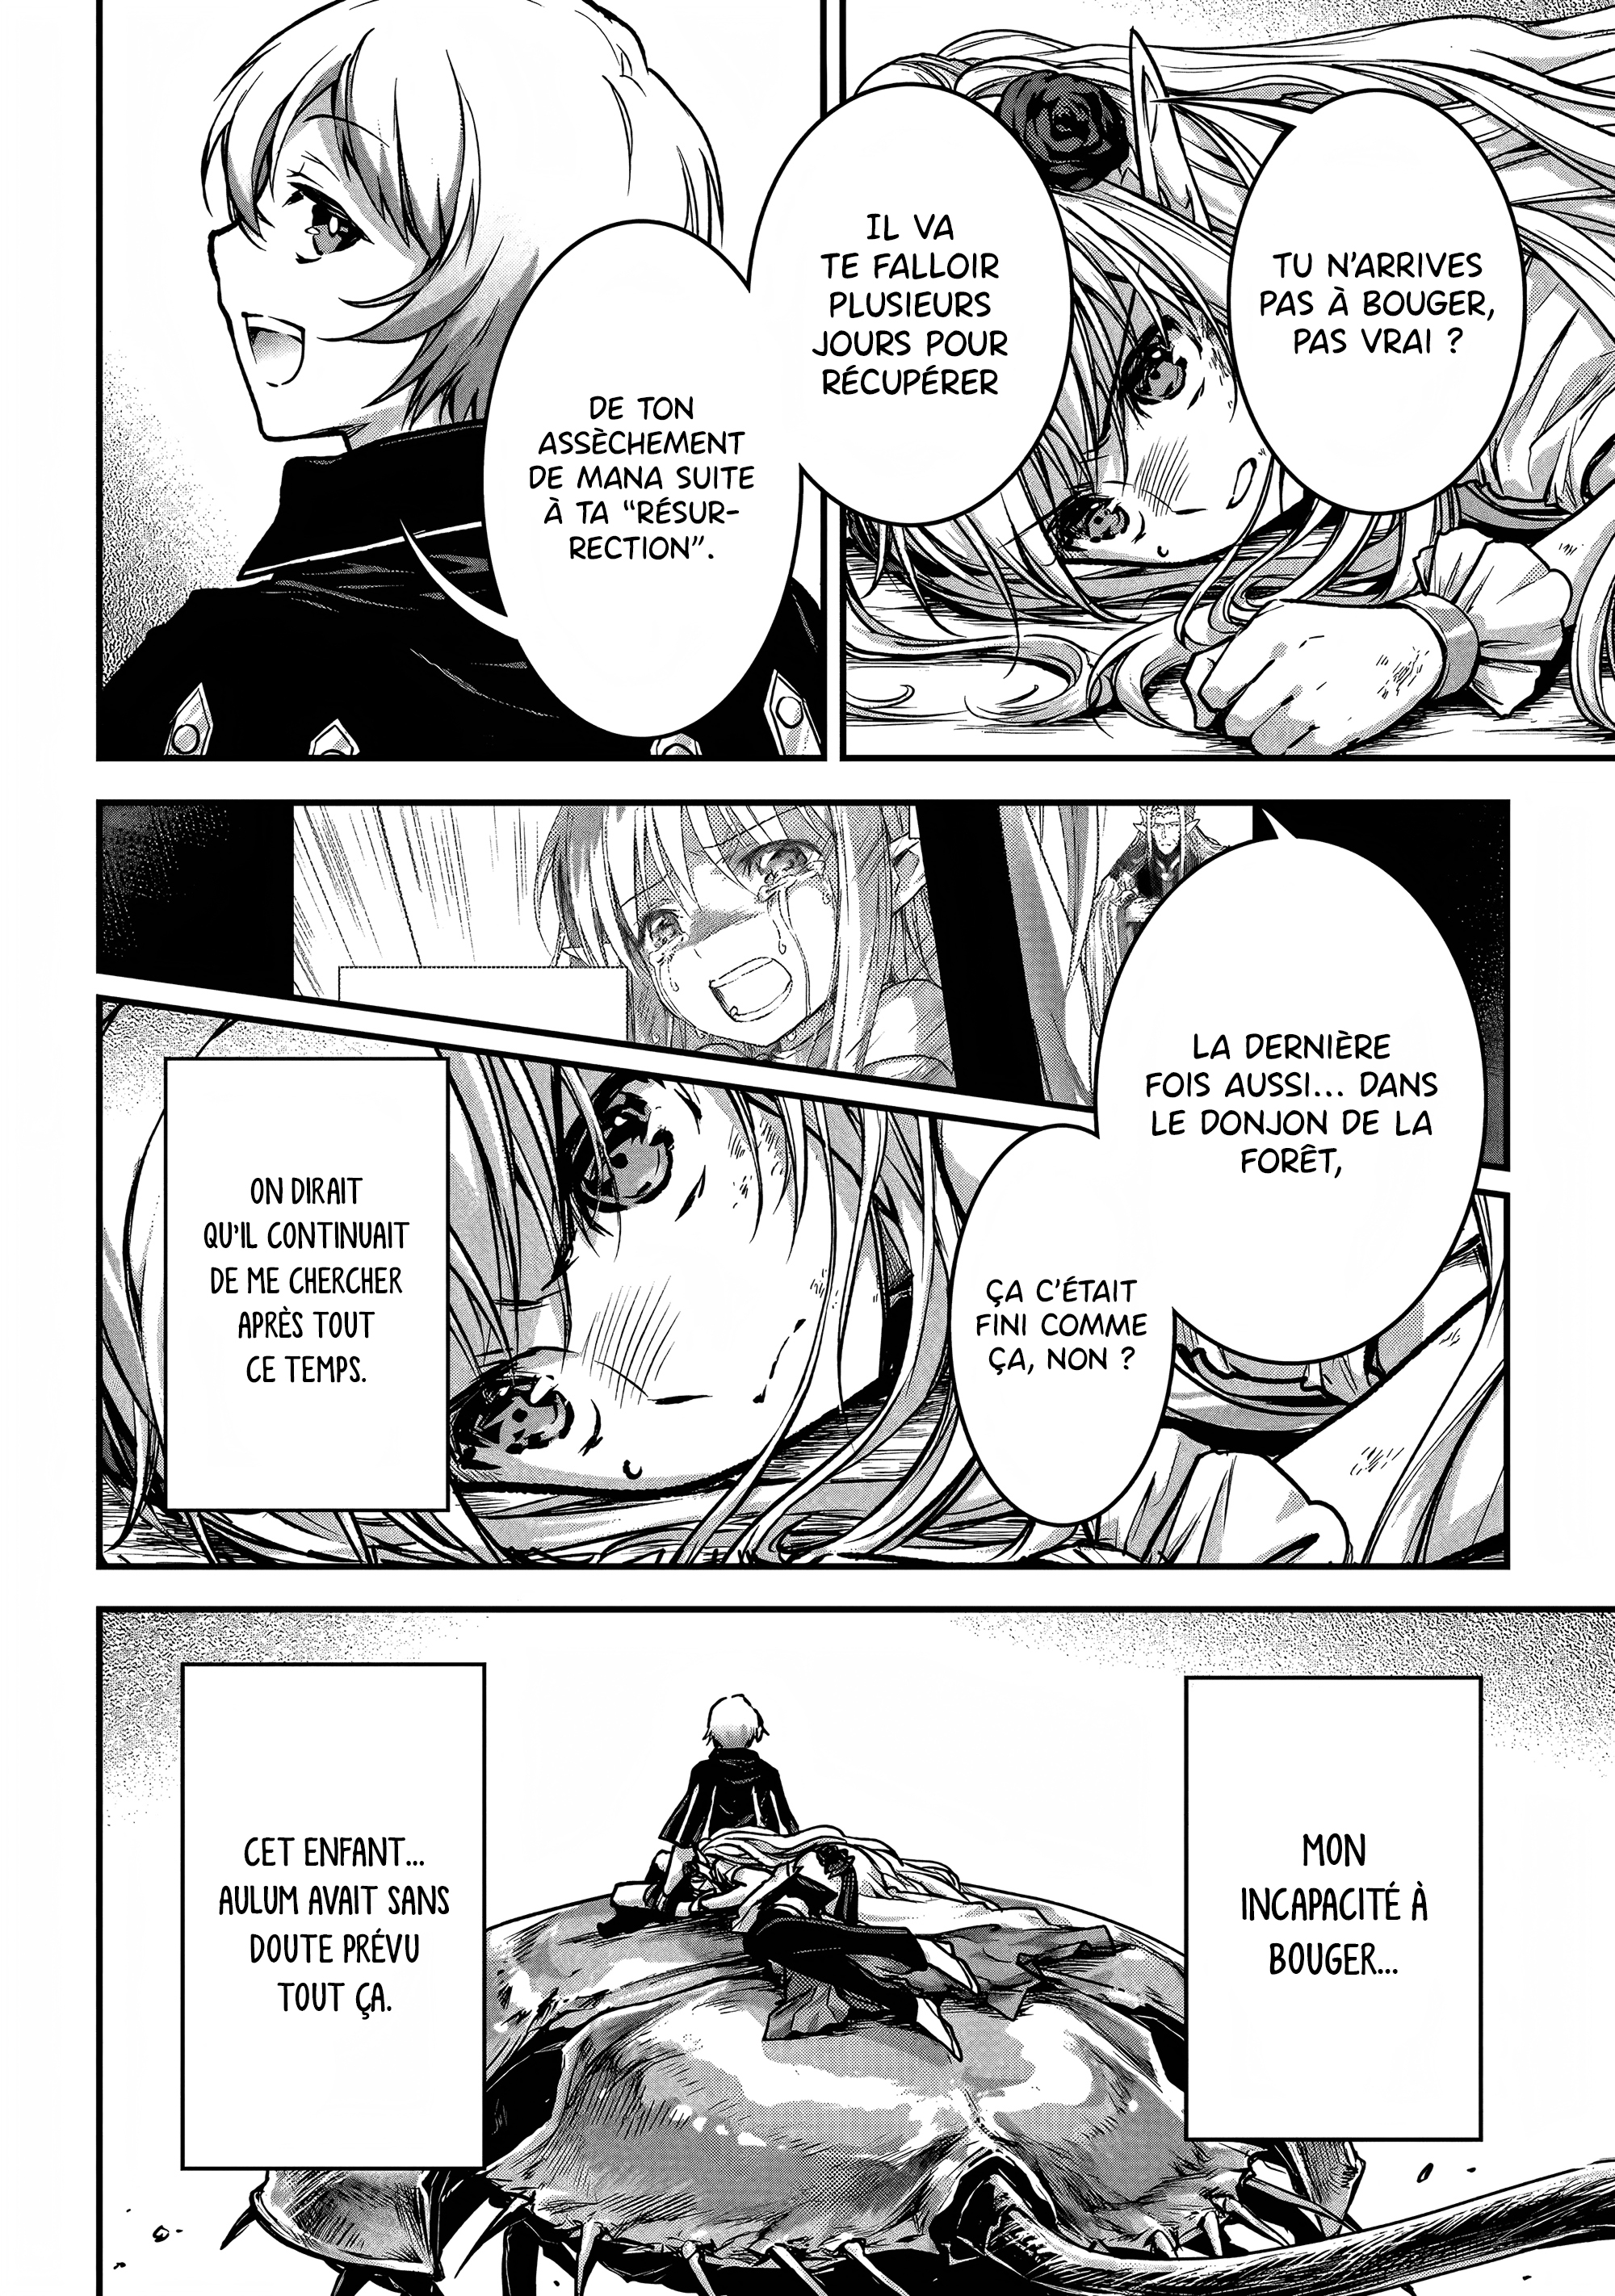 TU N'ARRIVES
PAS À BOUGER,
PAS VRAI ?
IL VA
TE FALLOIR
PLUSIEURS
JOURS POUR
RÉCUPÉRER
DE TON
ASSÈCHEMENT
DE MANA SUITE
À TA "RÉSUR-
RECTION".
LA DERNIÈRE
FOIS AUSSI... DANS
LE DONJON DE LA
FORÊT,
ÇA C'ÉTAIT
FINI COMME
ÇA, NON ?
ON DIRAIT
QU'IL CONTINUAIT
DE ME CHERCHER
APRÈS TOUT
CE TEMPS.
MON
INCAPACITÉ À
BOUGER...
CET ENFANT...
AULUM AVAIT SANS
DOUTE PRÉVU
TOUT ÇA.